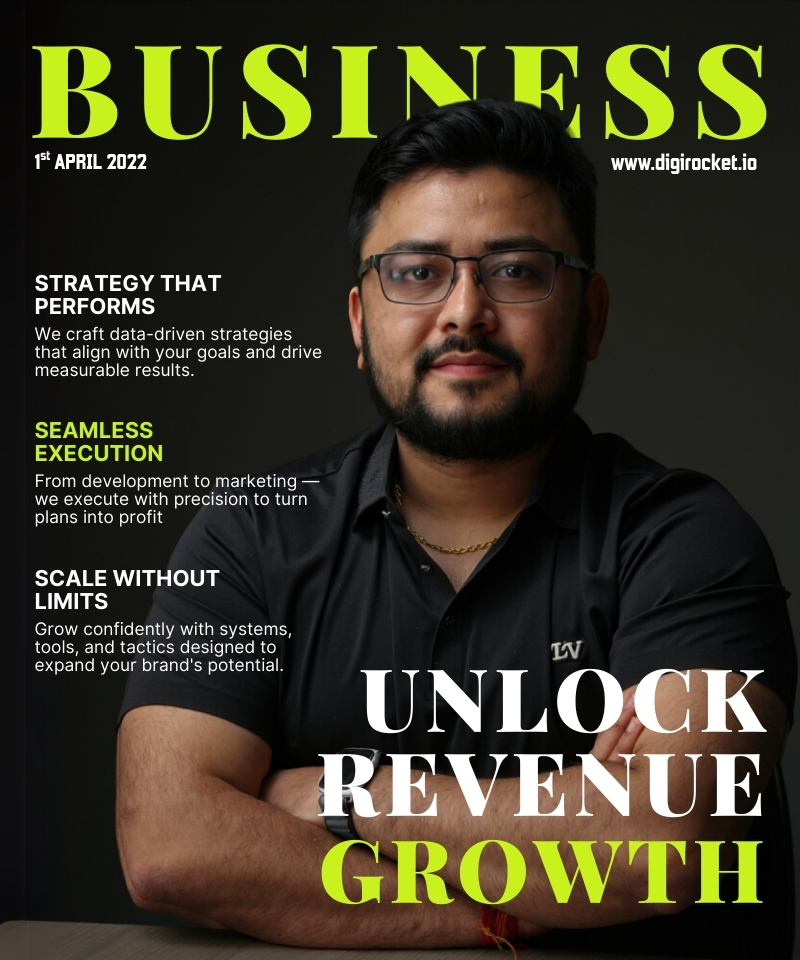 BUSINESS
1st APRIL 2022
www.digirocket.io
STRATEGY THAT
PERFORMS
We craft data-driven strategies
that align with your goals and drive
measurable results.
SEAMLESS
EXECUTION
From development to marketing —
we execute with precision to turn
plans into profit
SCALE WITHOUT
LIMITS
Grow confidently with systems,
tools, and tactics designed to
expand your brand's potential.
LV
UNLOCK
REVENUE
GROWTH